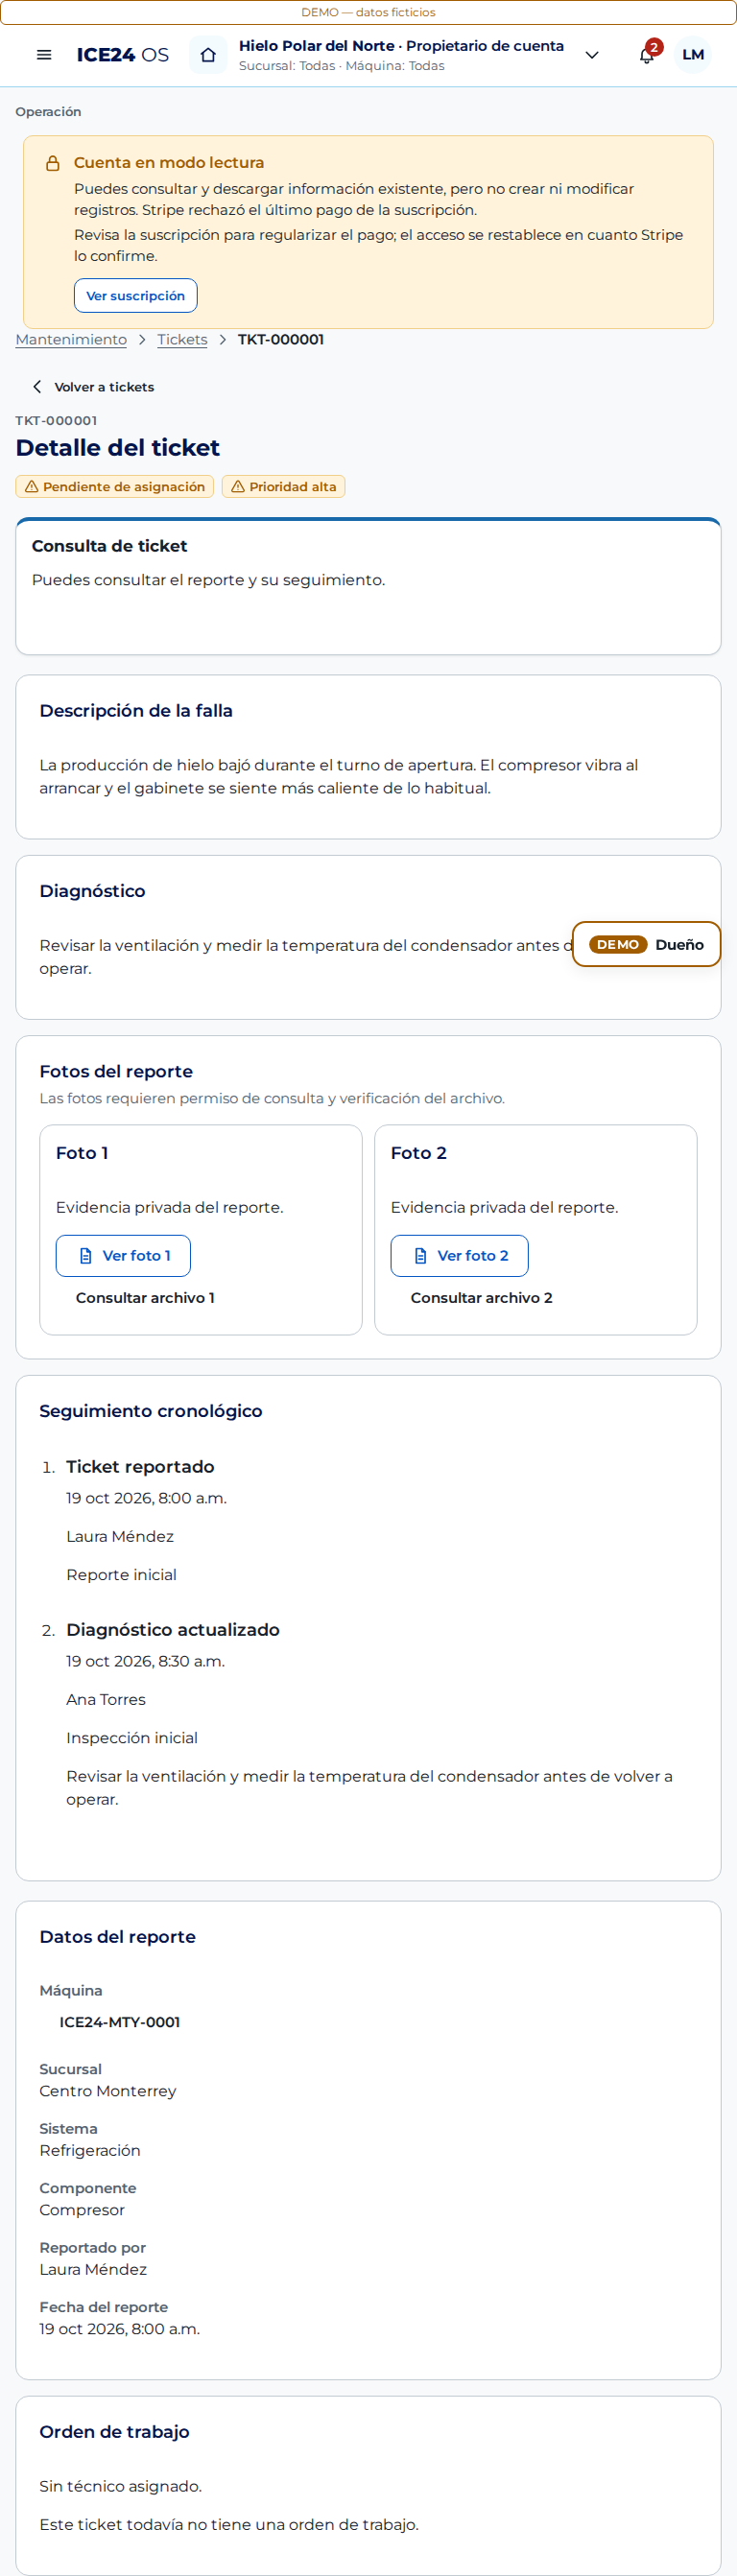 DEMO — datos ficticios
ICE24 OS
Hielo Polar del Norte · Propietario de cuenta
Sucursal: Todas · Máquina: Todas
2
LM
Operación
Cuenta en modo lectura
Puedes consultar y descargar información existente, pero no crear ni modificar
registros. Stripe rechazó el último pago de la suscripción.
Revisa la suscripción para regularizar el pago; el acceso se restablece en cuanto Stripe
lo confirme.
Ver suscripción
Mantenimiento > Tickets > TKT-000001
Volver a tickets
TKT-000001
Detalle del ticket
Pendiente de asignación
Prioridad alta
Consulta de ticket
Puedes consultar el reporte y su seguimiento.
Descripción de la falla
La producción de hielo bajó durante el turno de apertura. El compresor vibra al
arrancar y el gabinete se siente más caliente de lo habitual.
Diagnóstico
Revisar la ventilación y medir la temperatura del condensador antes
operar.
DEMO Dueño
Fotos del reporte
Las fotos requieren permiso de consulta y verificación del archivo.
Foto 1
Evidencia privada del reporte.
Ver foto 1
Consultar archivo 1
Foto 2
Evidencia privada del reporte.
Ver foto 2
Consultar archivo 2
Seguimiento cronológico
1. Ticket reportado
19 oct 2026, 8:00 a.m.
Laura Méndez
Reporte inicial
2. Diagnóstico actualizado
19 oct 2026, 8:30 a.m.
Ana Torres
Inspección inicial
Revisar la ventilación y medir la temperatura del condensador antes de volver a
operar.
Datos del reporte
Máquina
ICE24-MTY-0001
Sucursal
Centro Monterrey
Sistema
Refrigeración
Componente
Compresor
Reportado por
Laura Méndez
Fecha del reporte
19 oct 2026, 8:00 a.m.
Orden de trabajo
Sin técnico asignado.
Este ticket todavía no tiene una orden de trabajo.